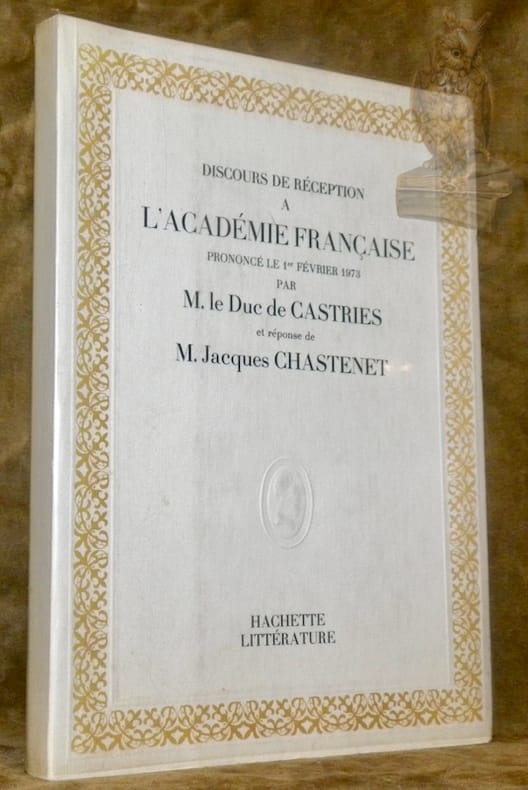 DISCOURS DE RÉCEPTION
A
L'ACADÉMIE FRANÇAISE
PRONONCÉ LE 1er FÉVRIER 1973
PAR
M. le Duc de CASTRIES
et réponse de
M. Jacques CHASTENET
HACHETTE
LITTÉRATURE